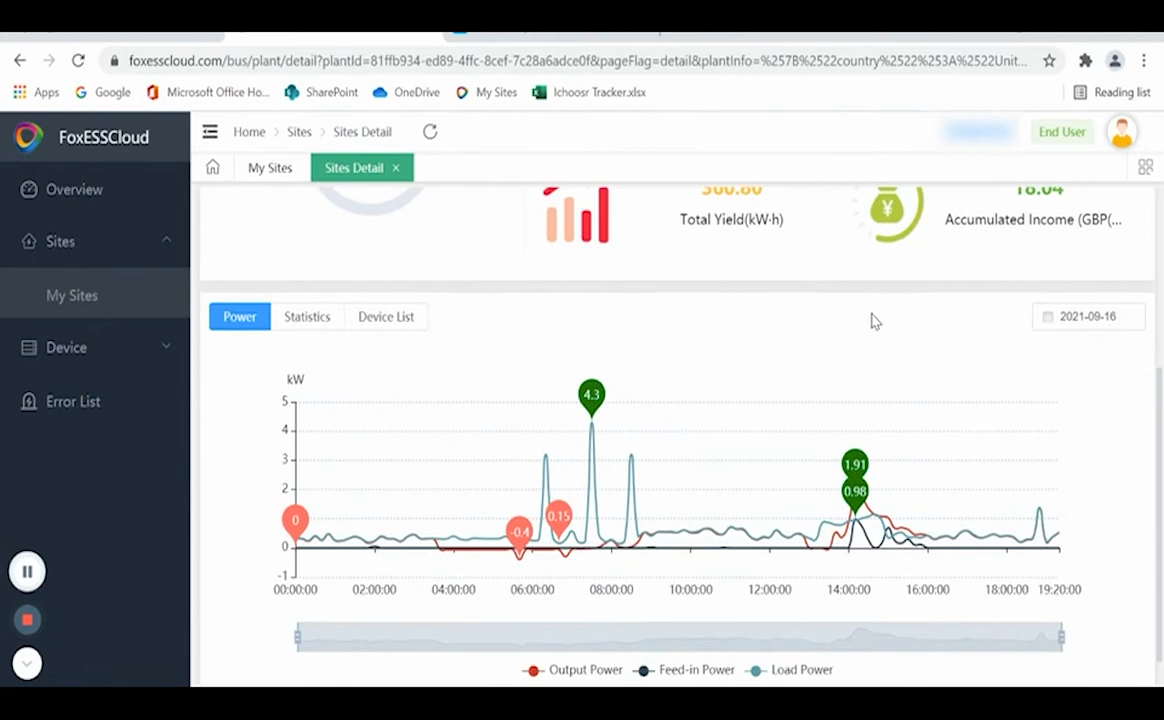 foxesscloud.com/bus/plant/detail?plantId=81ffb934-ed89-4ffc-8cef-7c28a6adce0f&pageFlag=detail&plantInfo=%257B%2522country%2522%253A%2522Unit...
Apps Google Microsoft Office Ho... SharePoint OneDrive My Sites Ichoosr Tracker.xlsx Reading list
FoxESSCloud
Home > Sites > Sites Detail End User
My Sites Sites Detail ×
Overview
Sites
My Sites
Device
Error List
360.80 18.04
Total Yield(kW·h) Accumulated Income (GBP(...
Power Statistics Device List 2021-09-16
kW
5
4
3
2
0
-1
4.3
1.91
0.98
0
-0.4
0.15
00:00:00 02:00:00 04:00:00 06:00:00 08:00:00 10:00:00 12:00:00 14:00:00 16:00:00 18:00:00 19:20:00
Output Power Feed-in Power Load Power